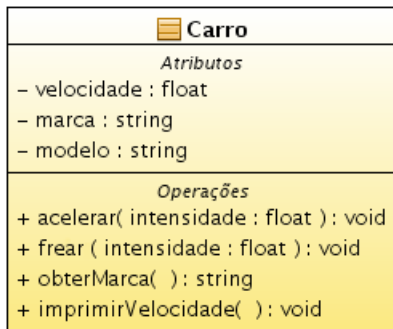 Carro
Atributos
– velocidade : float
– marca : string
– modelo : string
Operações
+ acelerar( intensidade : float ) : void
+ frear ( intensidade : float ) : void
+ obterMarca( ) : string
+ imprimirVelocidade( ) : void